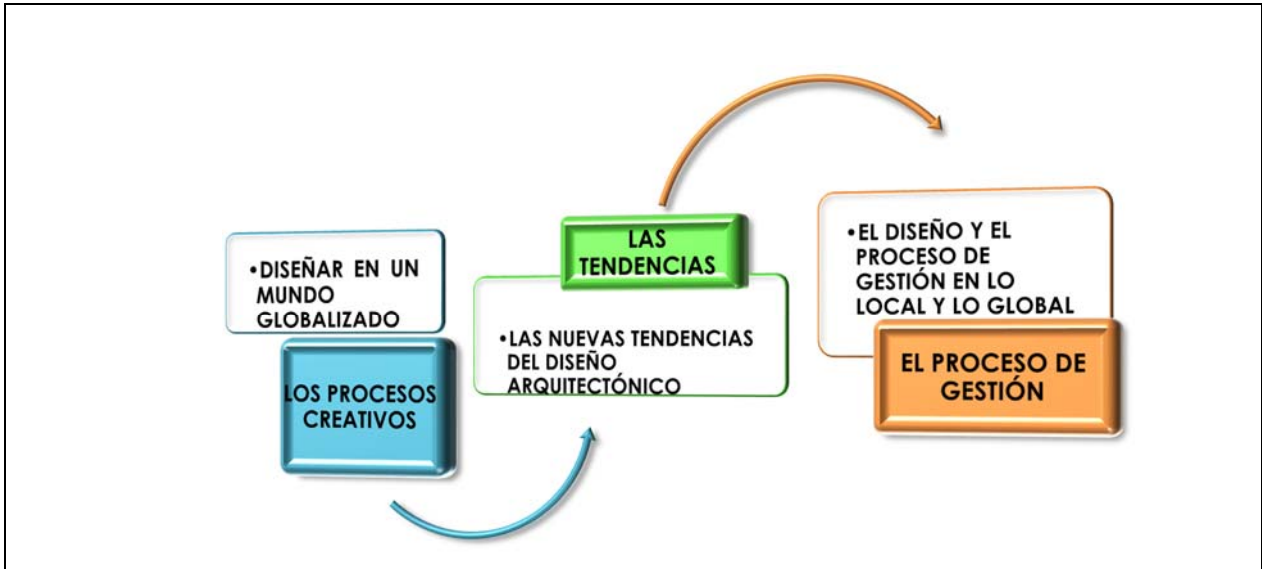 •DISEÑAR EN UN
MUNDO
GLOBALIZADO
LOS PROCESOS
CREATIVOS
LAS
TENDENCIAS
•LAS NUEVAS TENDENCIAS
DEL DISEÑO
ARQUITECTÓNICO
•EL DISEÑO Y EL
PROCESO DE
GESTIÓN EN LO
LOCAL Y LO GLOBAL
EL PROCESO DE
GESTIÓN